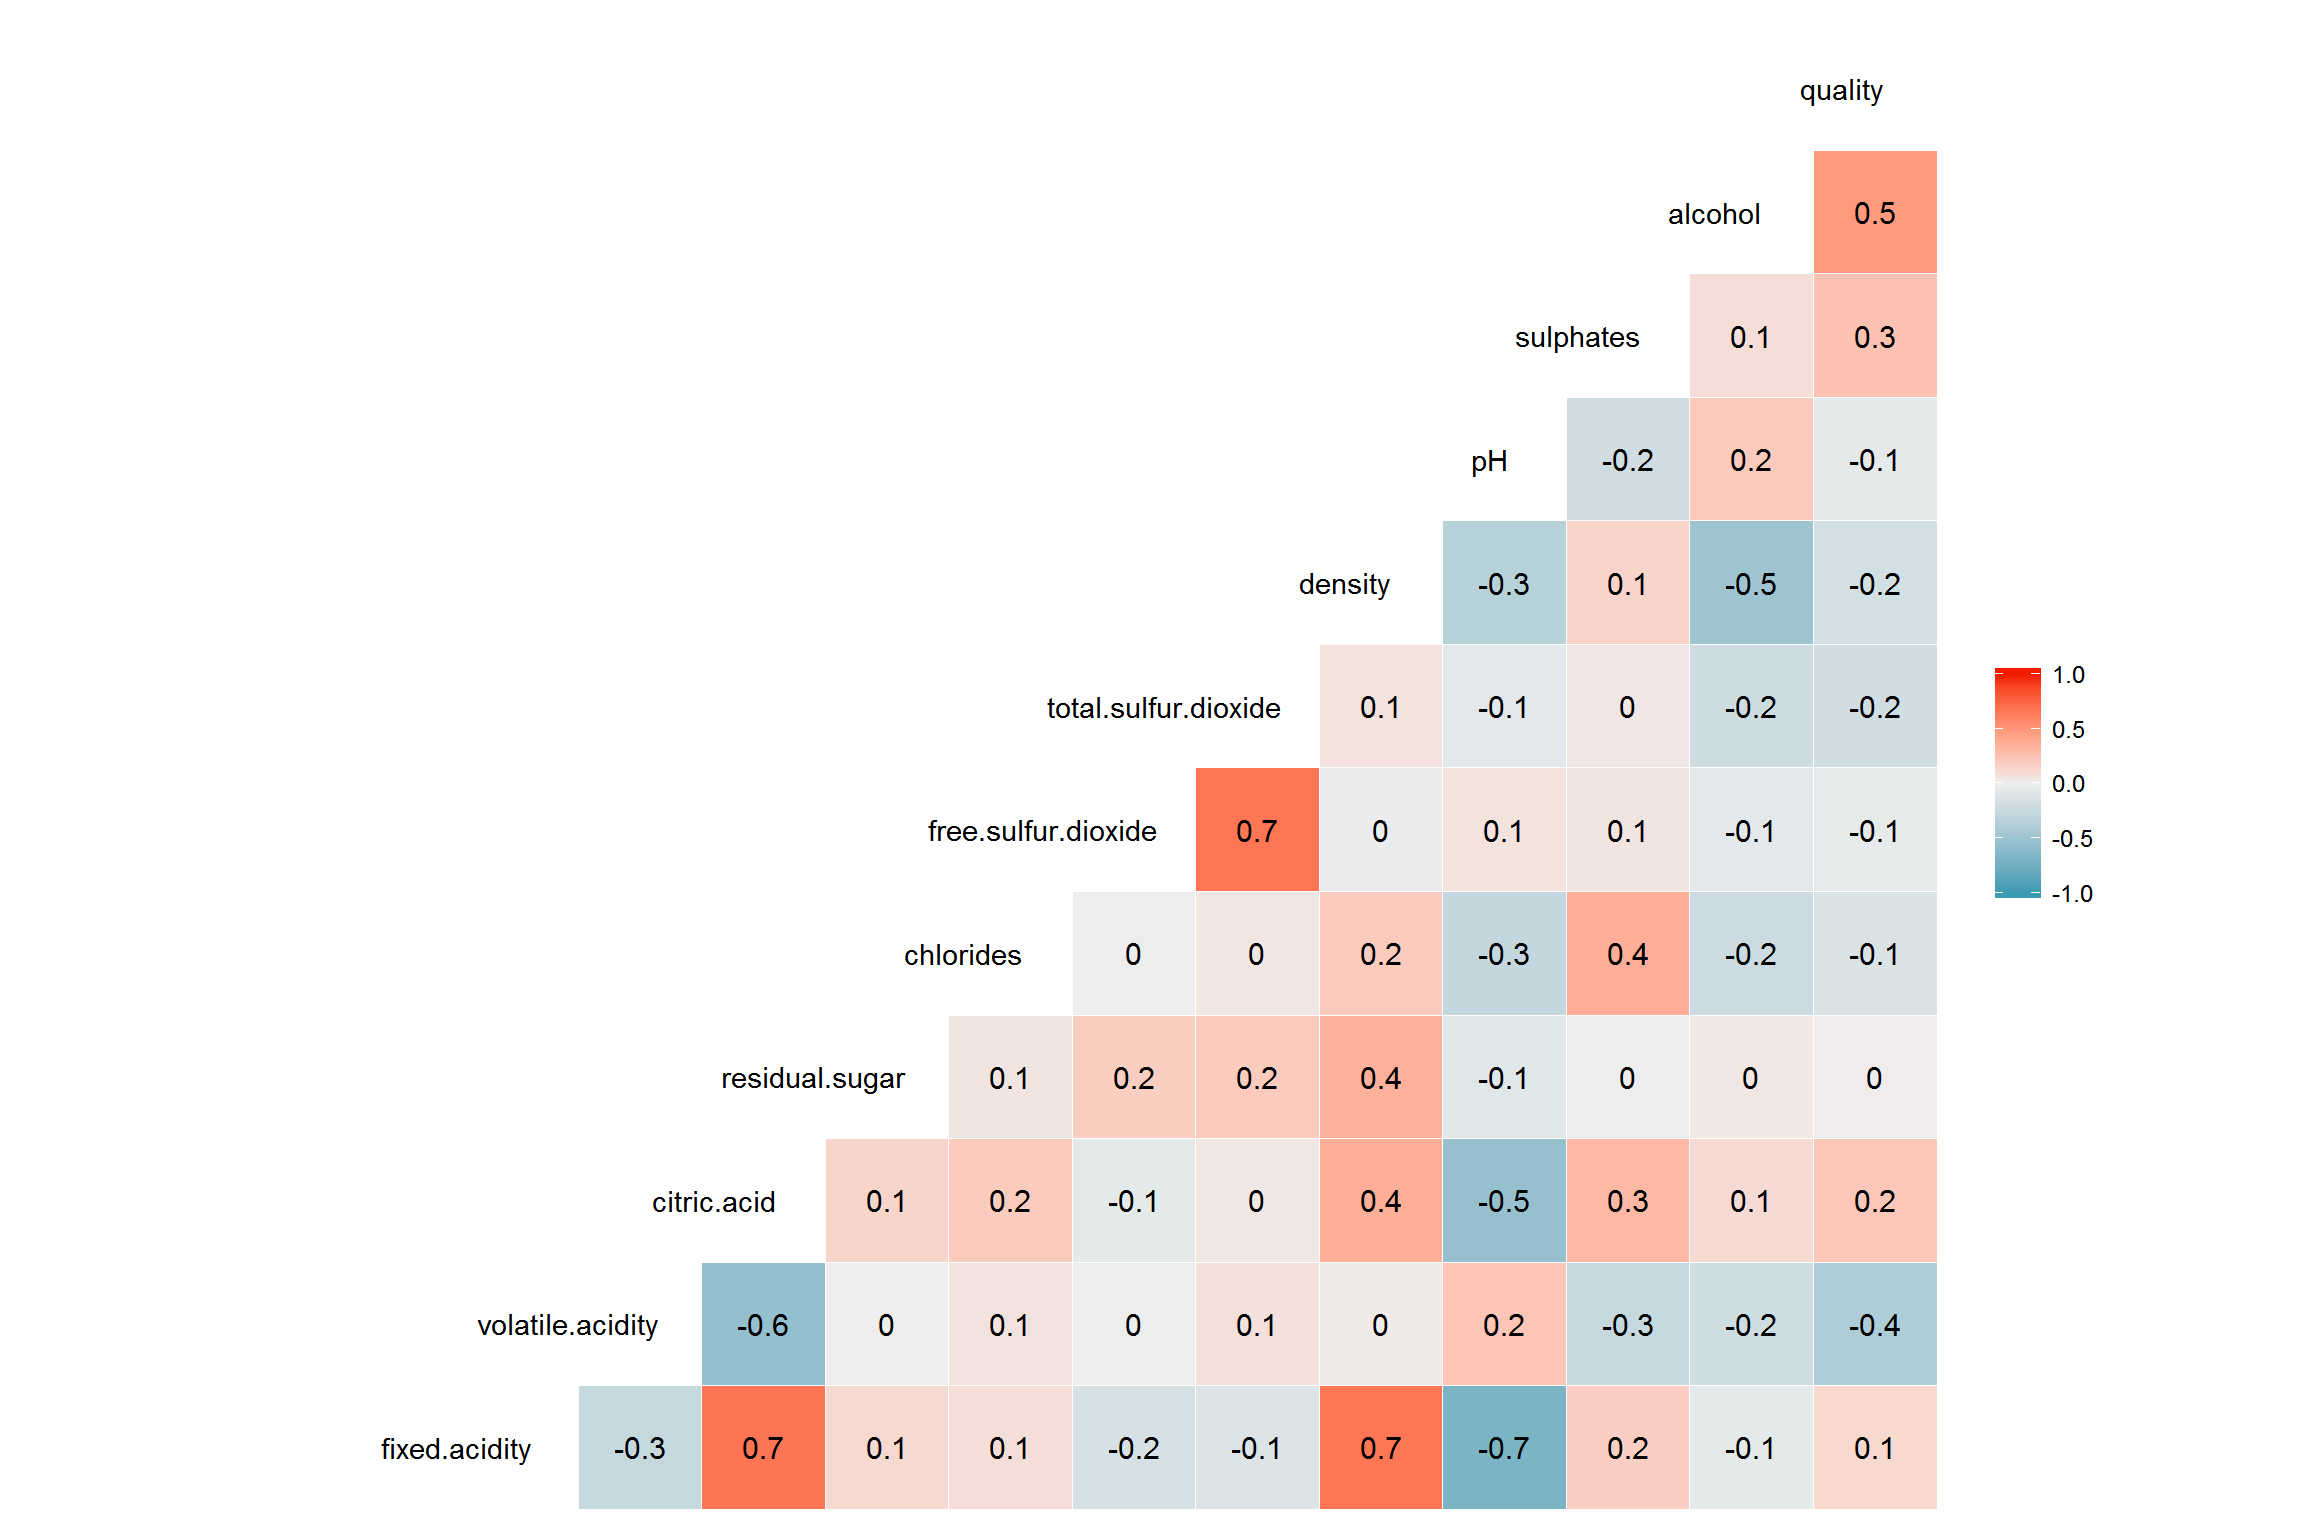 quality
alcohol 0.5
sulphates 0.1 0.3
pH -0.2 0.2 -0.1
density -0.3 0.1 -0.5 -0.2
total.sulfur.dioxide 0.1 -0.1 0 -0.2 -0.2
free.sulfur.dioxide 0.7 0 0.1 0.1 -0.1 -0.1
chlorides 0 0 0.2 -0.3 0.4 -0.2 -0.1
residual.sugar 0.1 0.2 0.2 0.4 -0.1 0 0 0
citric.acid 0.1 0.2 -0.1 0 0.4 -0.5 0.3 0.1 0.2
volatile.acidity -0.6 0 0.1 0 0.1 0 0.2 -0.3 -0.2 -0.4
fixed.acidity -0.3 0.7 0.1 0.1 -0.2 -0.1 0.7 -0.7 0.2 -0.1 0.1
1.0
0.5
0.0
-0.5
-1.0